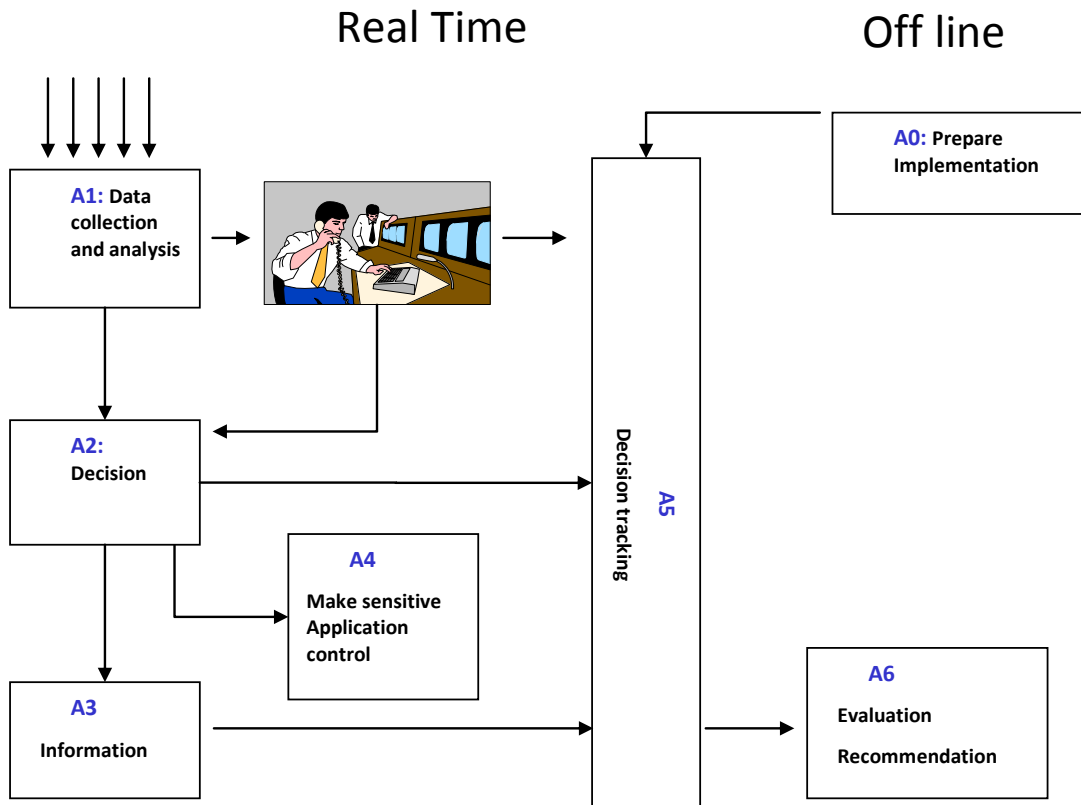 Real Time
Off line
A0: Prepare
Implementation
A1: Data
collection
and analysis
A2:
Decision
A5
Decision tracking
A4
Make sensitive
Application
control
A3
Information
A6
Evaluation
Recommendation